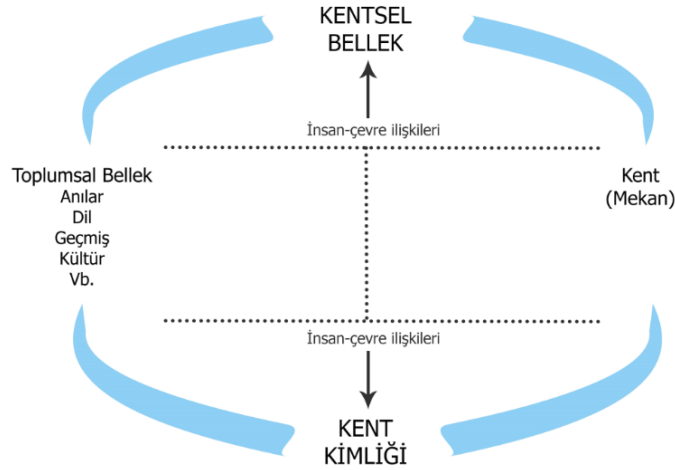 KENTSEL
BELLEK
İnsan-çevre ilişkileri
Toplumsal Bellek
Anılar
Dil
Geçmiş
Kültür
Vb.
Kent
(Mekan)
İnsan-çevre ilişkileri
KENT
KİMLİĞİ